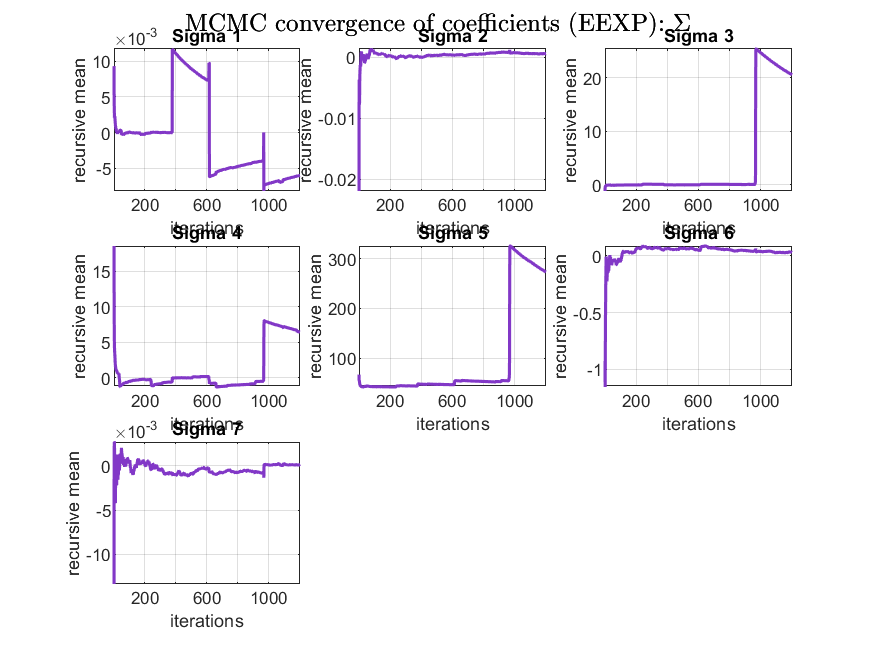 MCMC convergence of coefficients (EEXP): Σ
Sigma 1
×10⁻³
10
5
0
-5
recursive mean
200 600 1000
iterations
Sigma 2
0
-0.01
-0.02
recursive mean
200 600 1000
iterations
Sigma 3
20
10
0
recursive mean
200 600 1000
iterations
Sigma 4
15
10
5
0
recursive mean
200 600 1000
iterations
Sigma 5
300
200
100
recursive mean
200 600 1000
iterations
Sigma 6
0
-0.5
-1
recursive mean
200 600 1000
iterations
Sigma 7
×10⁻³
0
-5
-10
recursive mean
200 600 1000
iterations